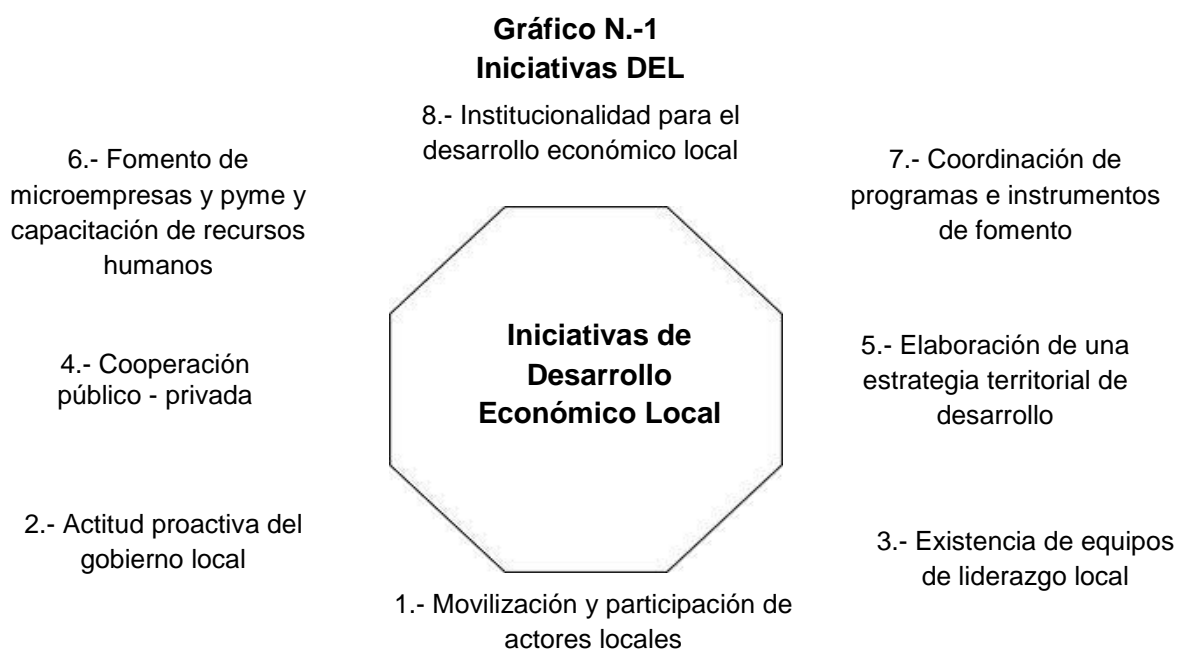 Gráfico N.-1
Iniciativas DEL
8.- Institucionalidad para el
desarrollo económico local
6.- Fomento de
microempresas y pyme y
capacitación de recursos
humanos
7.- Coordinación de
programas e instrumentos
de fomento
4.- Cooperación
público - privada
Iniciativas de
Desarrollo
Económico Local
5.- Elaboración de una
estrategia territorial de
desarrollo
2.- Actitud proactiva del
gobierno local
3.- Existencia de equipos
de liderazgo local
1.- Movilización y participación de
actores locales